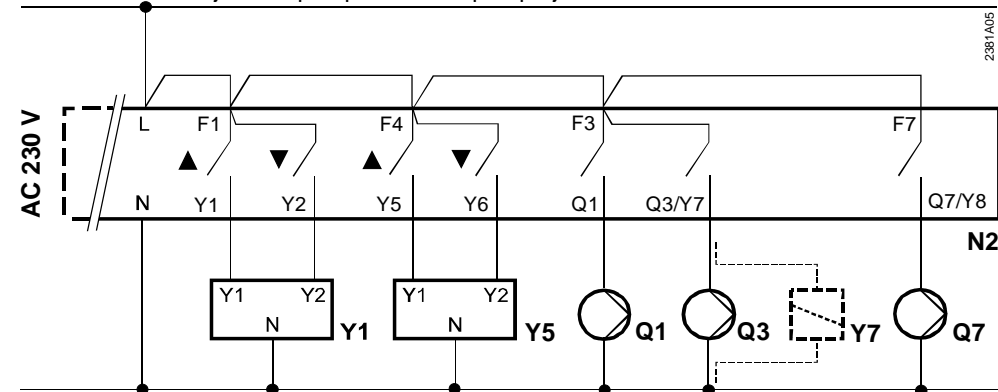 2381A05
AC 230 V
L F1 F4 F3 F7
▲ ▼ ▲ ▼
N Y1 Y2 Y5 Y6 Q1 Q3/Y7 Q7/Y8
N2
Y1 Y2 Y1 Y2
N Y1 N Y5 Q1 Q3 Y7 Q7